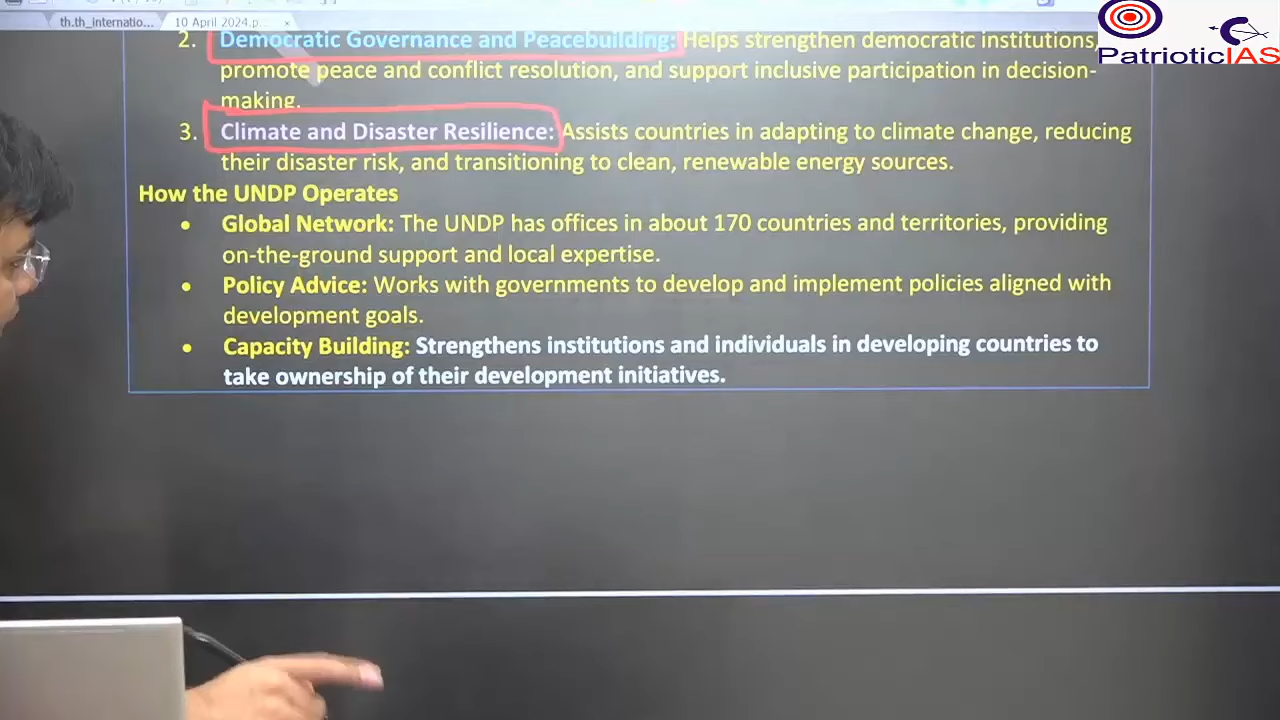 th.th_internatio...
10 April 2024.p...
×
PatrioticIAS
2. Democratic Governance and Peacebuilding: Helps strengthen democratic institutions,
promote peace and conflict resolution, and support inclusive participation in decision-
making.
3. Climate and Disaster Resilience: Assists countries in adapting to climate change, reducing
their disaster risk, and transitioning to clean, renewable energy sources.
How the UNDP Operates
• Global Network: The UNDP has offices in about 170 countries and territories, providing
on-the-ground support and local expertise.
• Policy Advice: Works with governments to develop and implement policies aligned with
development goals.
• Capacity Building: Strengthens institutions and individuals in developing countries to
take ownership of their development initiatives.